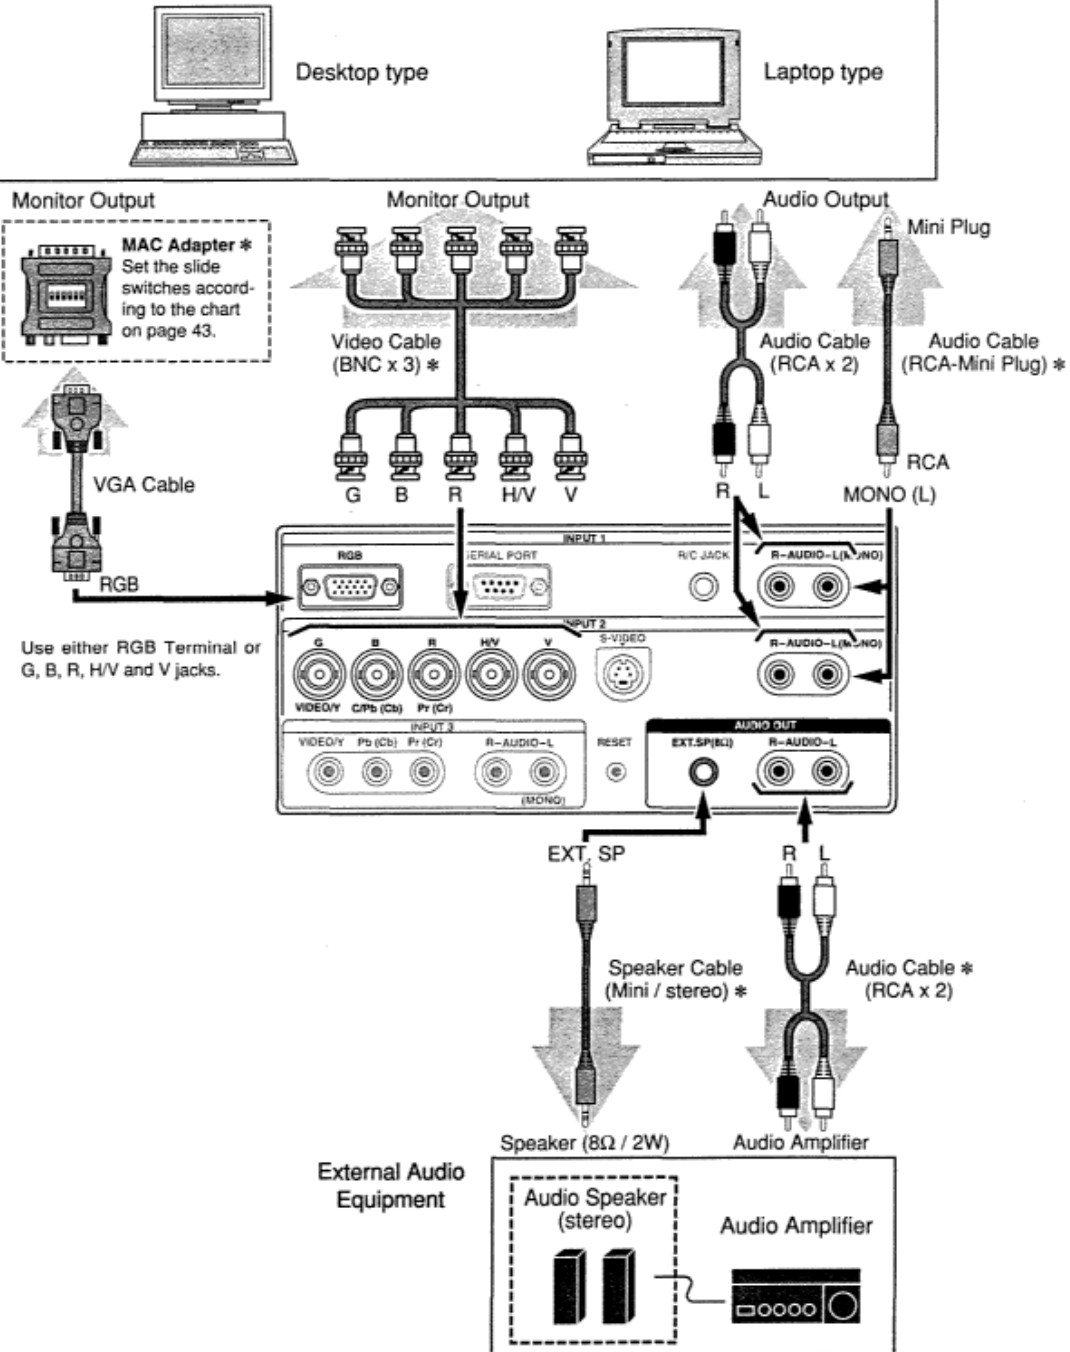 Desktop type
Laptop type
Monitor Output
Monitor Output
Audio Output
Mini Plug
MAC Adapter *
Set the slide
switches accord-
ing to the chart
on page 43.
Video Cable
(BNC x 3) *
Audio Cable
(RCA x 2)
Audio Cable
(RCA-Mini Plug) *
VGA Cable
RCA
G B R H/V V
R L
MONO (L)
RGB
INPUT 1
RGB
SERIAL PORT
R/C JACK
R-AUDIO-L(MONO)
Use either RGB Terminal or
G, B, R, H/V and V jacks.
INPUT 2
G B R H/V V
S-VIDEO
R-AUDIO-L(MONO)
VIDEO/Y C/Pb (Cb) Pr (Cr)
INPUT 3
VIDEO/Y Pb (Cb) Pr (Cr) R-AUDIO-L
(MONO)
RESET
AUDIO OUT
EXT.SP(8Ω)
R-AUDIO-L
EXT. SP
R L
Speaker Cable
(Mini / stereo) *
Audio Cable *
(RCA x 2)
Speaker (8Ω / 2W)
Audio Amplifier
External Audio
Equipment
Audio Speaker
(stereo)
Audio Amplifier